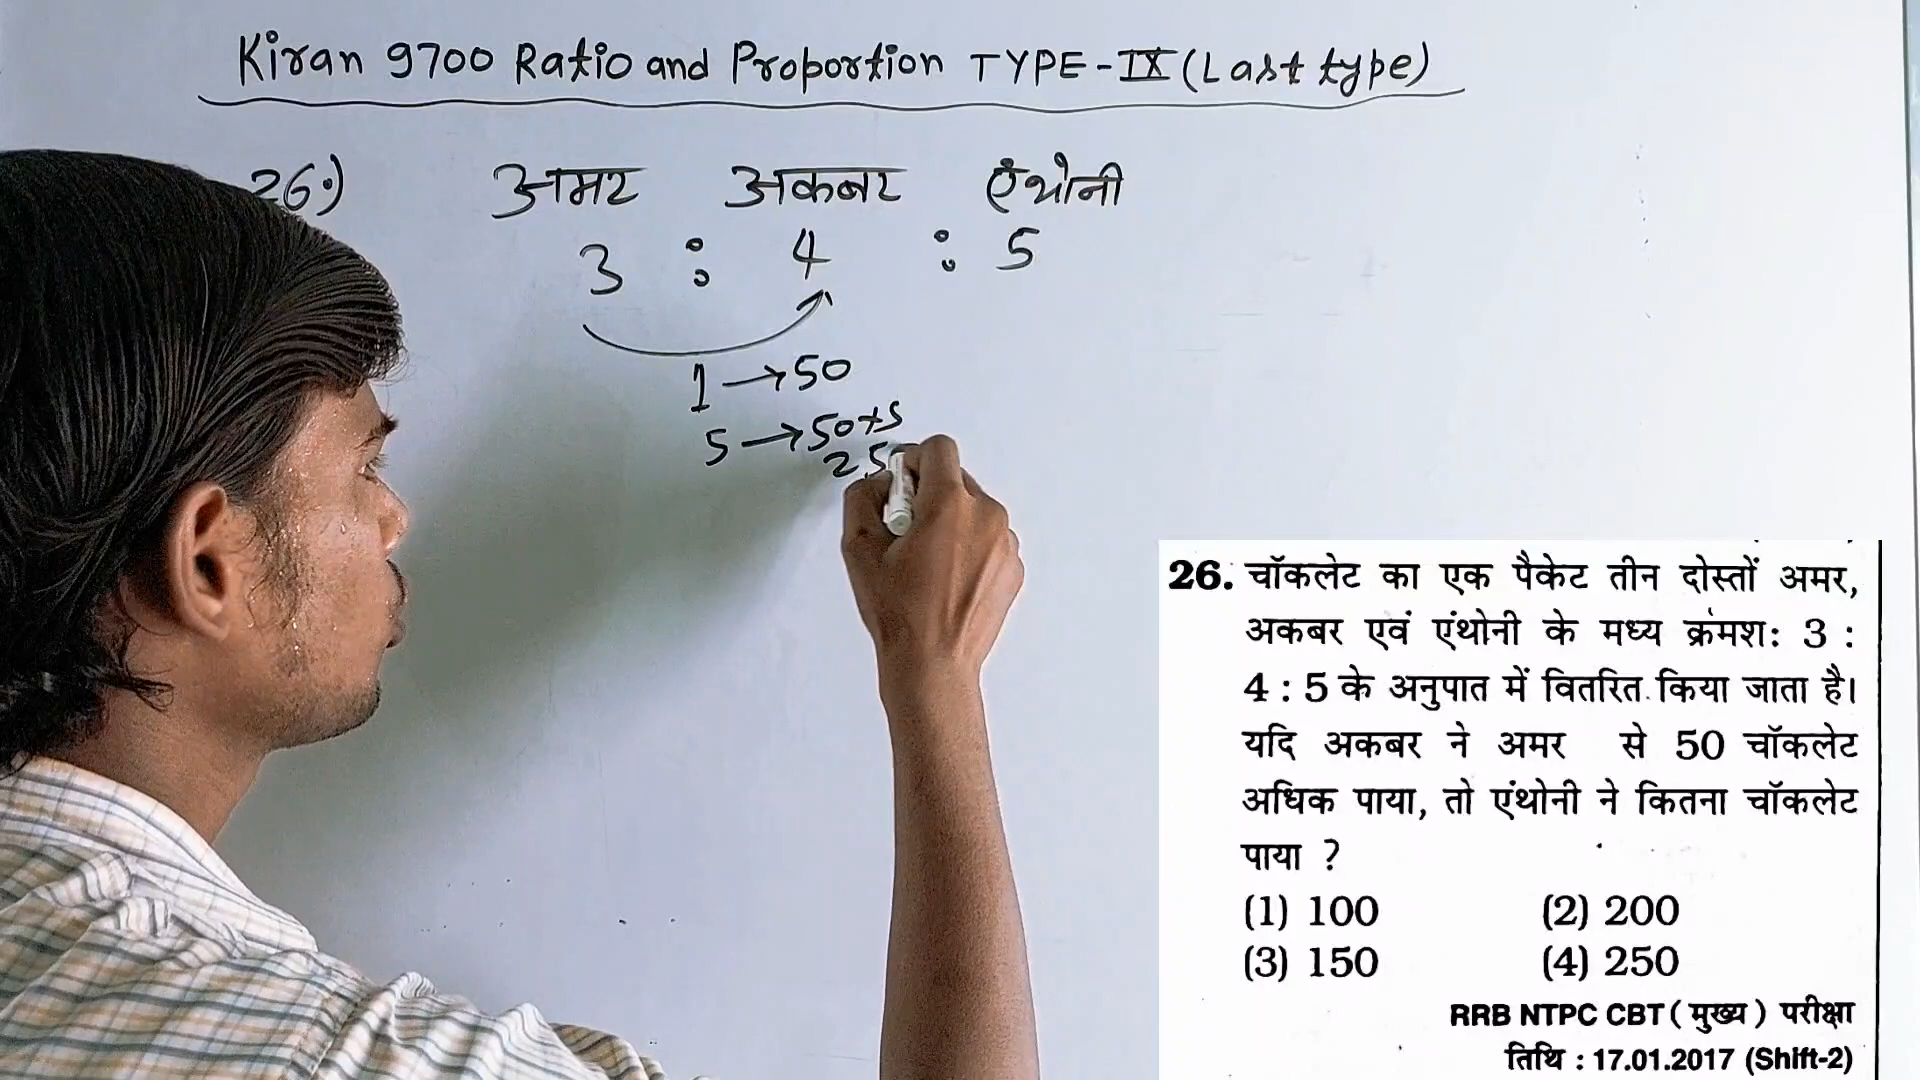 Kiran 9700 Ratio and Proportion TYPE-IX (Last type)
26.) अमर अकबर एंथोनी
3 : 4 : 5
1 → 50
5 → 50×5
25
26. चॉकलेट का एक पैकेट तीन दोस्तों अमर,
अकबर एवं एंथोनी के मध्य क्रमश: 3 :
4 : 5 के अनुपात में वितरित किया जाता है।
यदि अकबर ने अमर से 50 चॉकलेट
अधिक पाया, तो एंथोनी ने कितना चॉकलेट
पाया ?
(1) 100 (2) 200
(3) 150 (4) 250
RRB NTPC CBT ( मुख्य ) परीक्षा
तिथि : 17.01.2017 (Shift-2)